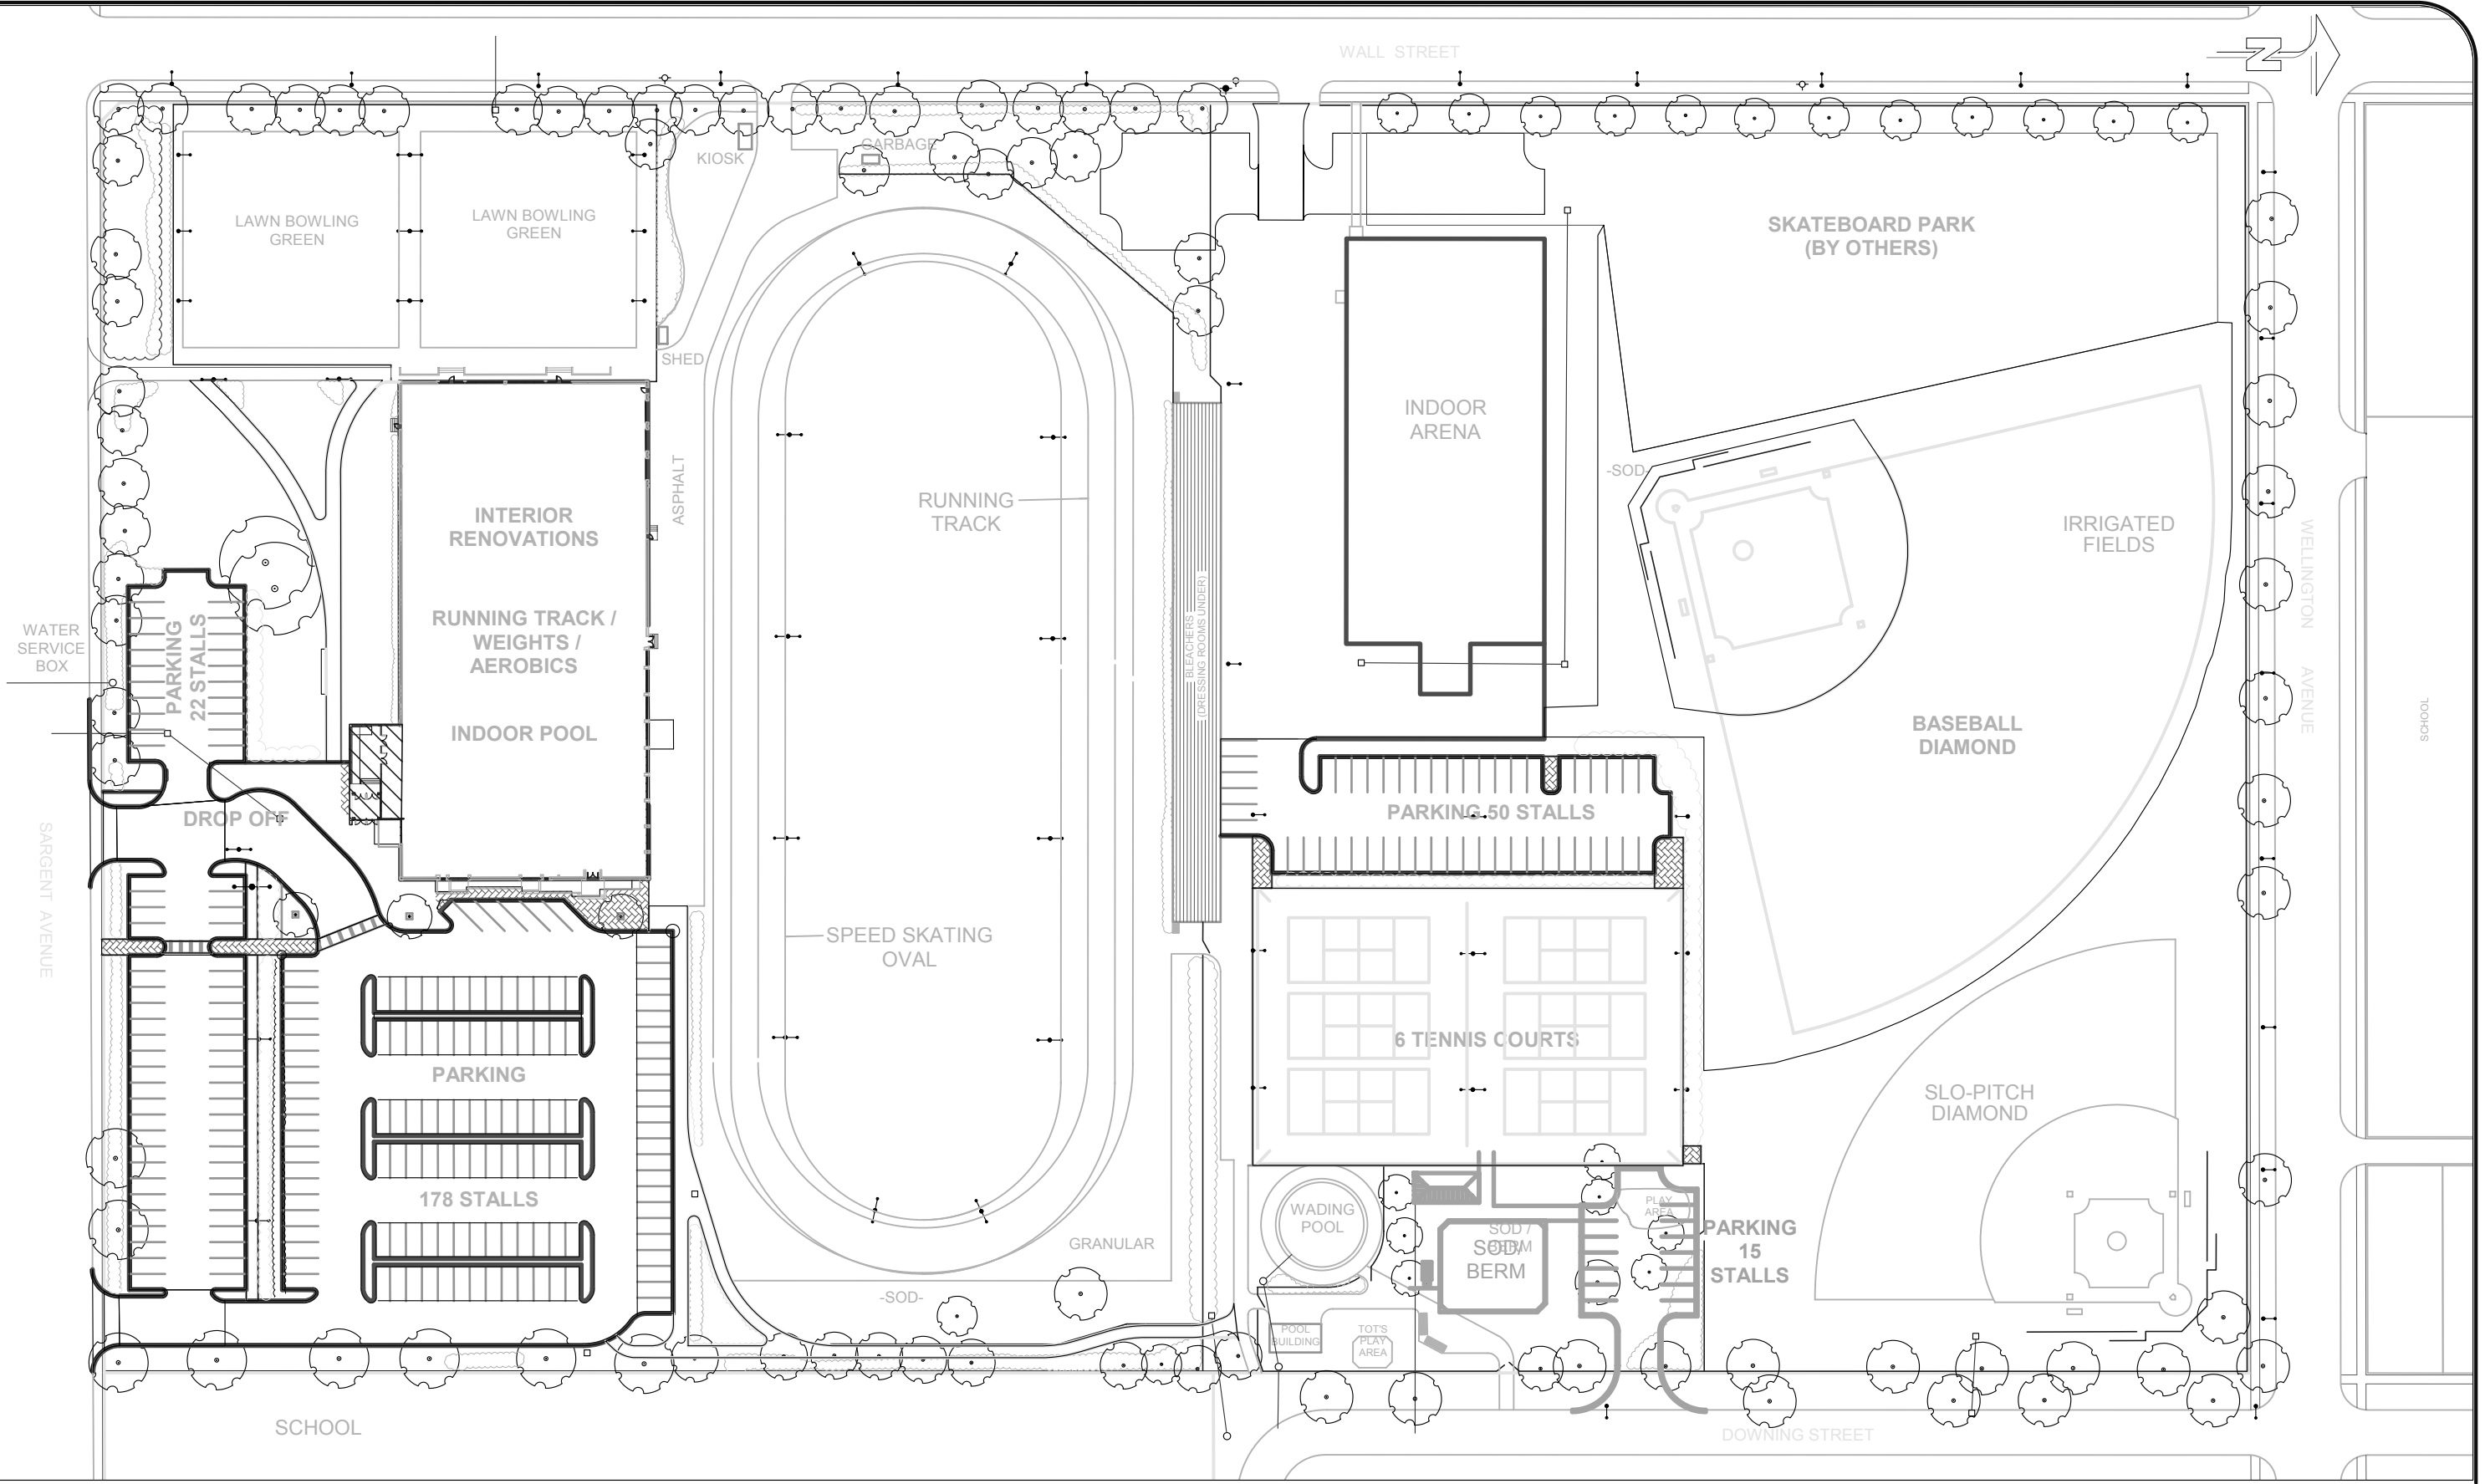 WALL STREET
N
KIOSK
GARBAGE
LAWN BOWLING
GREEN
LAWN BOWLING
GREEN
SKATEBOARD PARK
(BY OTHERS)
SHED
INDOOR
ARENA
ASPHALT
-SOD-
RUNNING
TRACK
INTERIOR
RENOVATIONS
IRRIGATED
FIELDS
WELLINGTON AVENUE
RUNNING TRACK /
WEIGHTS /
AEROBICS
INDOOR POOL
WATER
SERVICE
BOX
PARKING
22 STALLS
BLEACHERS
(DRESSING ROOMS UNDER)
BASEBALL
DIAMOND
SCHOOL
DROP OFF
PARKING 50 STALLS
SARGENT AVENUE
SPEED SKATING
OVAL
6 TENNIS COURTS
PARKING
178 STALLS
SLO-PITCH
DIAMOND
WADING
POOL
PLAY
AREA
SOD /
BERM
SOD/
BERM
PARKING
15
STALLS
GRANULAR
-SOD-
POOL
BUILDING
TOT'S
PLAY
AREA
SCHOOL
DOWNING STREET